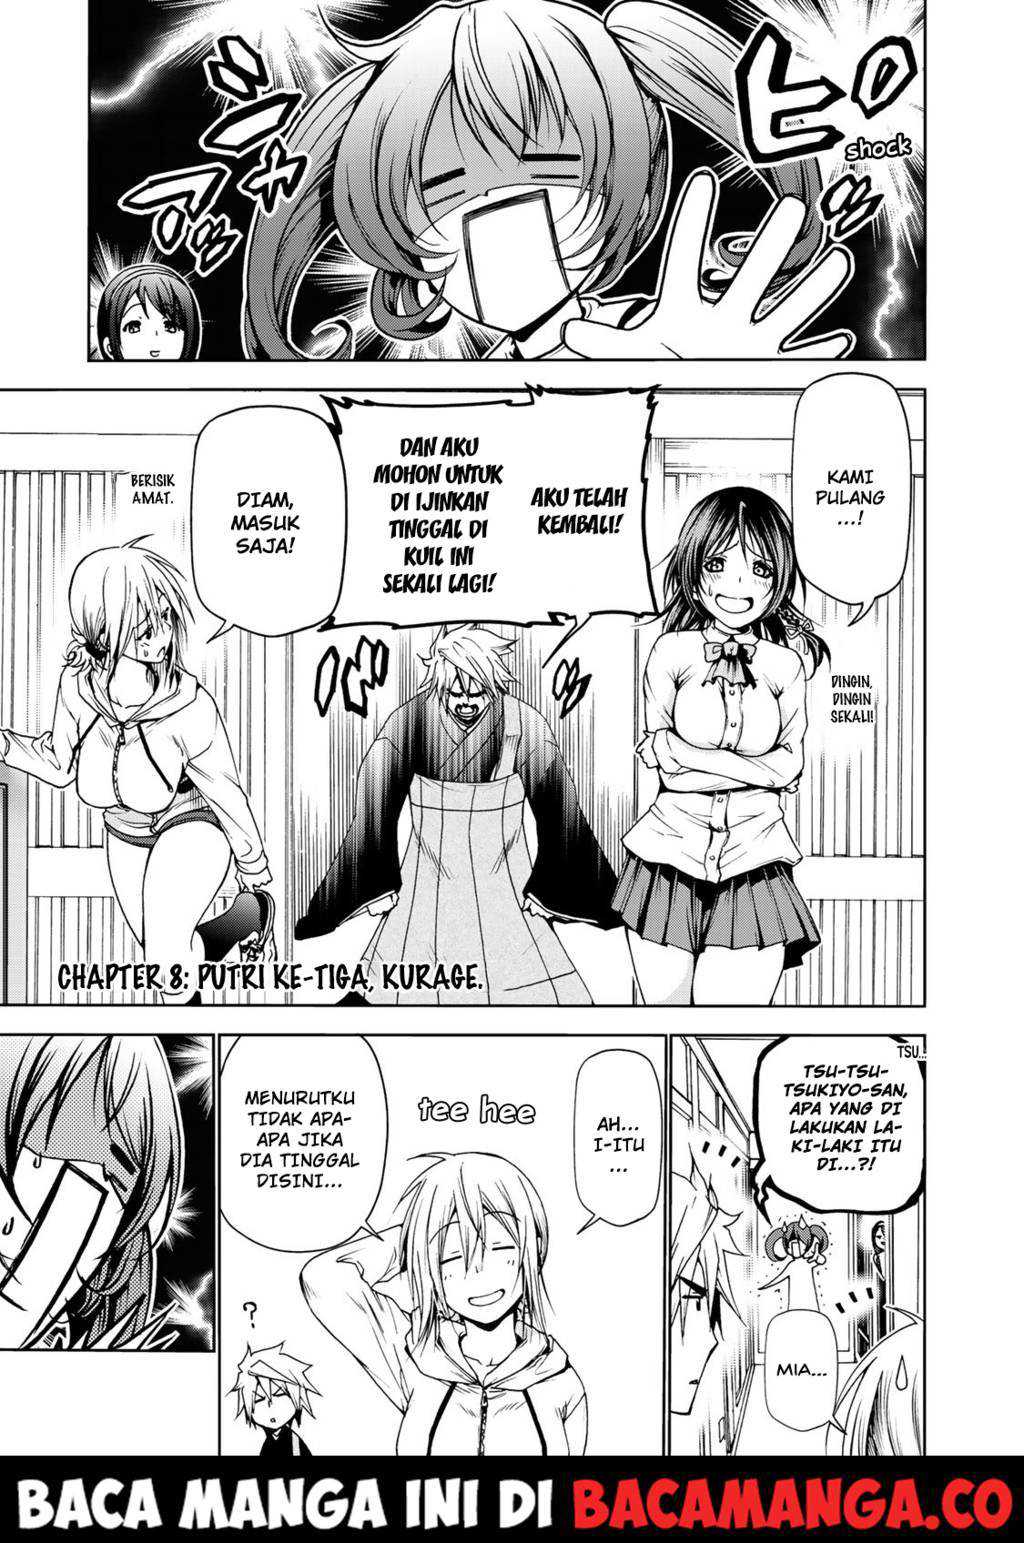 ピ
shock
KAMI
PULANG
...!
DINGIN,
DINGIN
SEKALI!
AKU TELAH
KEMBALI!
DAN AKU
MOHON UNTUK
DI IJINKAN
TINGGAL DI
KUIL INI
SEKALI LAGI!
DIAM,
MASUK
SAJA!
BERISIK
AMAT.
CHAPTER 8: PUTRI KE-TIGA, KURAGE.
TSU...
TSU-TSU-
TSUKIYO-SAN,
APA YANG DI
LAKUKAN LA-
KI-LAKI ITU
DI...?!
MIA...
AH...
I-ITU
...
tee hee
MENURUTKU
TIDAK APA-
APA JIKA
DIA TINGGAL
DISINI...
?
BACA MANGA INI DI BACAMANGA.CO